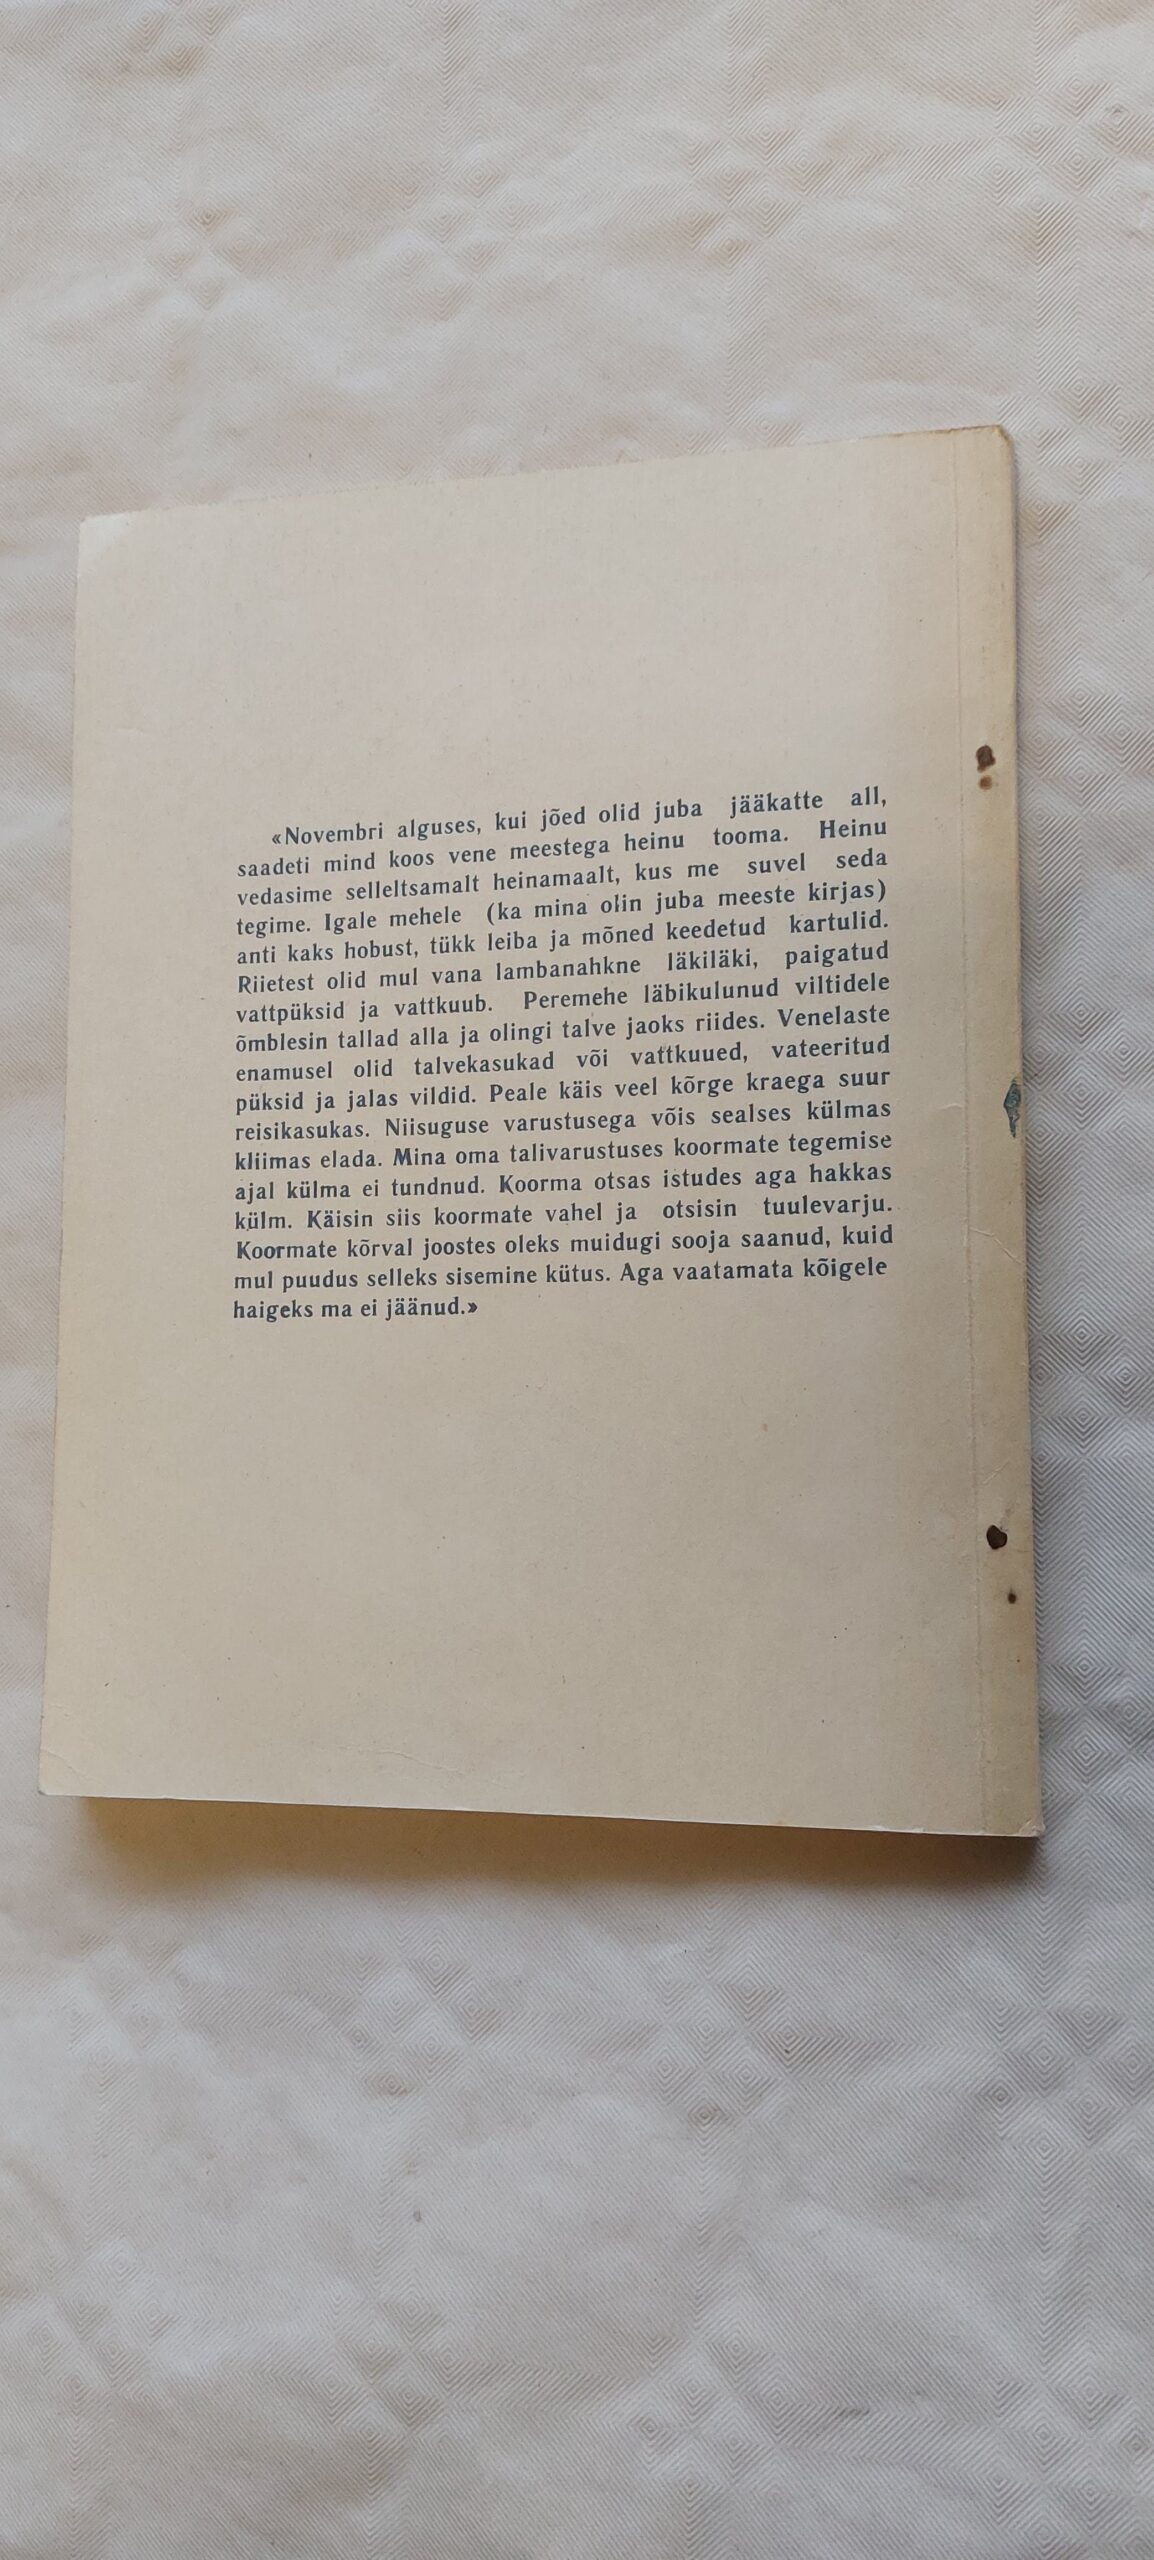 «Novembri alguses, kui jõed olid juba jääkatte all,
saadeti mind koos vene meestega heinu tooma. Heinu
vedasime selleltsamalt heinamaalt, kus me suvel seda
tegime. Igale mehele (ka mina olin juba meeste kirjas)
anti kaks hobust, tükk leiba ja mõned keedetud kartulid.
Riietest olid mul vana lambanahkne läkiläki, paigatud
vattpüksid ja vattkuub. Peremehe läbikulunud viltidele
õmblesin tallad alla ja olingi talve jaoks riides. Venelaste
enamusel olid talvekasukad või vattkuued, vateeritud
püksid ja jalas vildid. Peale käis veel kõrge kraega suur
reisikasukas. Niisuguse varustusega võis sealses külmas
kliimas elada. Mina oma talivarustuses koormate tegemise
ajal külma ei tundnud. Koorma otsas istudes aga hakkas
külm. Käisin siis koormate vahel ja otsisin tuulevarju.
Koormate kõrval joostes oleks muidugi sooja saanud, kuid
mul puudus selleks sisemine kütus. Aga vaatamata kõigele
haigeks ma ei jäänud.»